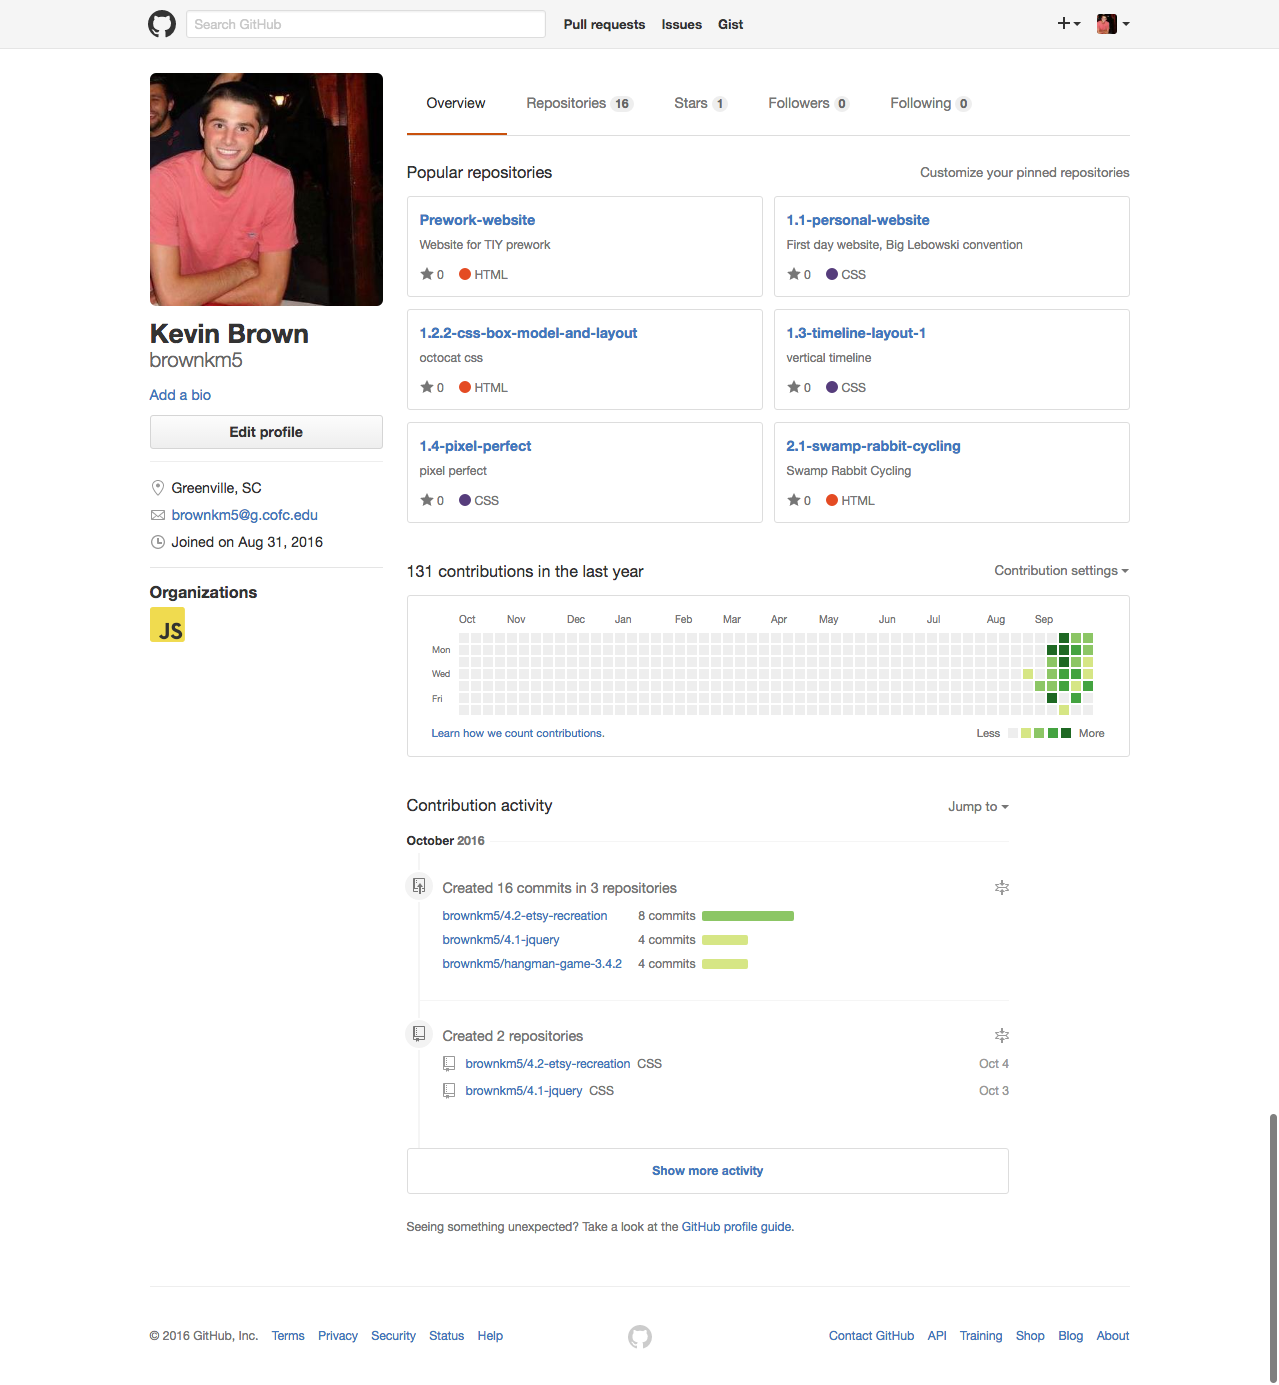 Search GitHub Pull requests Issues Gist
Overview Repositories 16 Stars 1 Followers 0 Following 0
Kevin Brown
brownkm5
Add a bio
Edit profile
Greenville, SC
brownkm5@g.cofc.edu
Joined on Aug 31, 2016
Organizations
JS
Popular repositories Customize your pinned repositories
Prework-website
Website for TIY prework
0 HTML
1.1-personal-website
First day website, Big Lebowski convention
0 CSS
1.2.2-css-box-model-and-layout
octocat css
0 HTML
1.3-timeline-layout-1
vertical timeline
0 CSS
1.4-pixel-perfect
pixel perfect
0 CSS
2.1-swamp-rabbit-cycling
Swamp Rabbit Cycling
0 HTML
131 contributions in the last year Contribution settings
Oct Nov Dec Jan Feb Mar Apr May Jun Jul Aug Sep
Mon
Wed
Fri
Learn how we count contributions. Less More
Contribution activity Jump to
October 2016
Created 16 commits in 3 repositories
brownkm5/4.2-etsy-recreation 8 commits
brownkm5/4.1-jquery 4 commits
brownkm5/hangman-game-3.4.2 4 commits
Created 2 repositories
brownkm5/4.2-etsy-recreation CSS Oct 4
brownkm5/4.1-jquery CSS Oct 3
Show more activity
Seeing something unexpected? Take a look at the GitHub profile guide.
© 2016 GitHub, Inc. Terms Privacy Security Status Help Contact GitHub API Training Shop Blog About